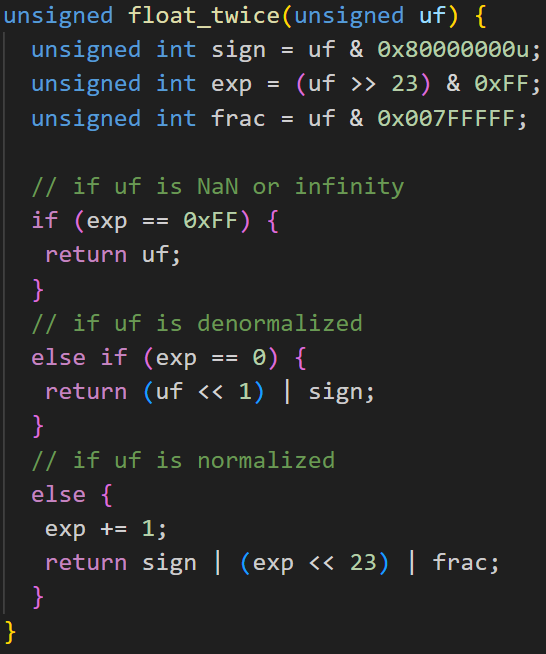 unsigned float_twice(unsigned uf) {
  unsigned int sign = uf & 0x80000000u;
  unsigned int exp = (uf >> 23) & 0xFF;
  unsigned int frac = uf & 0x007FFFFF;

  // if uf is NaN or infinity
  if (exp == 0xFF) {
   return uf;
  }
  // if uf is denormalized
  else if (exp == 0) {
   return (uf << 1) | sign;
  }
  // if uf is normalized
  else {
   exp += 1;
   return sign | (exp << 23) | frac;
  }
}